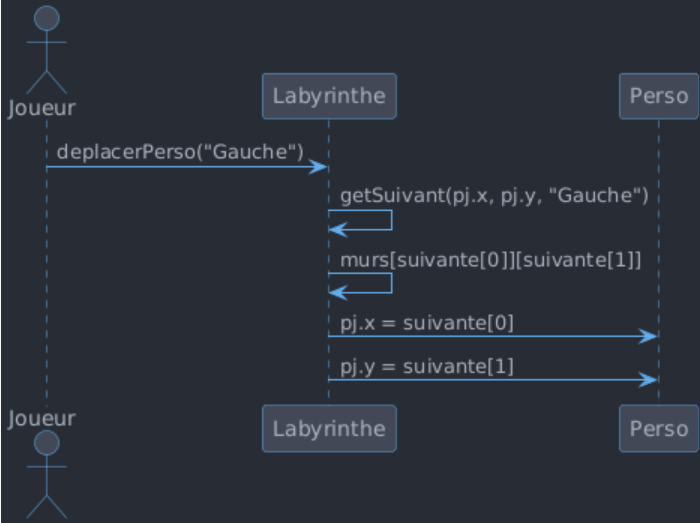 Joueur
Labyrinthe
Perso
deplacerPerso("Gauche")
getSuivant(pj.x, pj.y, "Gauche")
murs[suivante[0]][suivante[1]]
pj.x = suivante[0]
pj.y = suivante[1]
Joueur
Labyrinthe
Perso